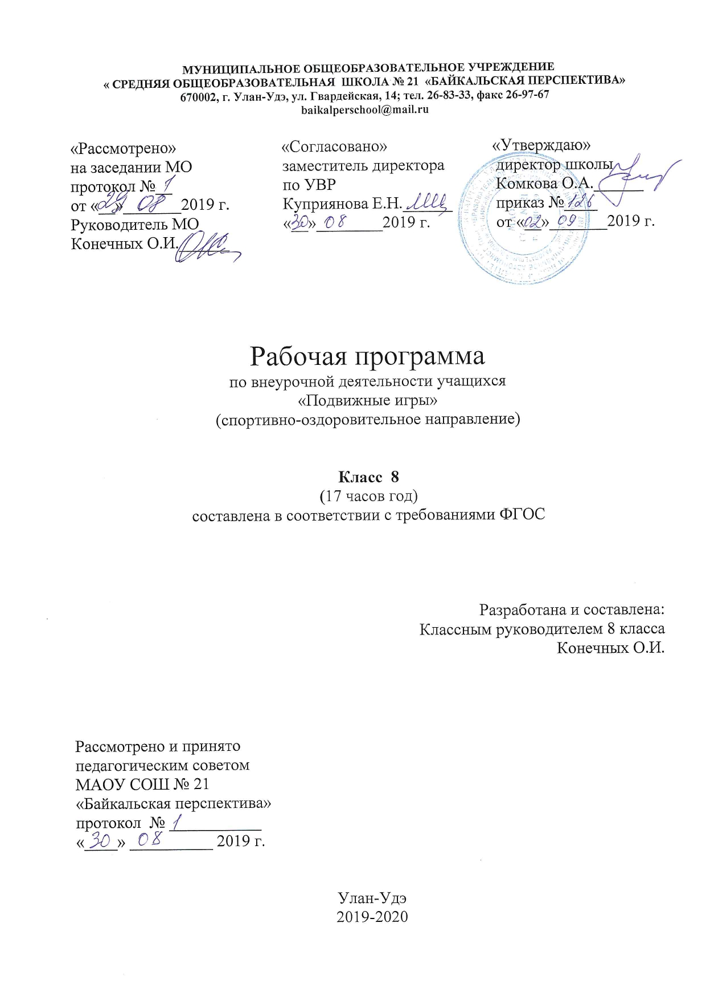 МУНИЦИПАЛЬНОЕ ОБЩЕОБРАЗОВАТЕЛЬНОЕ УЧРЕЖДЕНИЕ
« СРЕДНЯЯ ОБЩЕОБРАЗОВАТЕЛЬНАЯ ШКОЛА № 21 «БАЙКАЛЬСКАЯ ПЕРСПЕКТИВА»
670002, г. Улан-Удэ, ул. Гвардейская, 14; тел. 26-83-33, факс 26-97-67
baikalperschool@mail.ru
«Рассмотрено»
на заседании МО
протокол № 1
от «29» 08 2019 г.
Руководитель МО
Конечных О.И.
«Согласовано»
заместитель директора
по УВР
Куприянова Е.Н.
«30» 08 2019 г.
«Утверждаю»
директор школы
Комкова О.А.
приказ № 126
от «02» 09 2019 г.
Рабочая программа
по внеурочной деятельности учащихся
«Подвижные игры»
(спортивно-оздоровительное направление)
Класс 8
(17 часов год)
составлена в соответствии с требованиями ФГОС
Разработана и составлена:
Классным руководителем 8 класса
Конечных О.И.
Рассмотрено и принято
педагогическим советом
МАОУ СОШ № 21
«Байкальская перспектива»
протокол № 1
«30» 08 2019 г.
Улан-Удэ
2019-2020